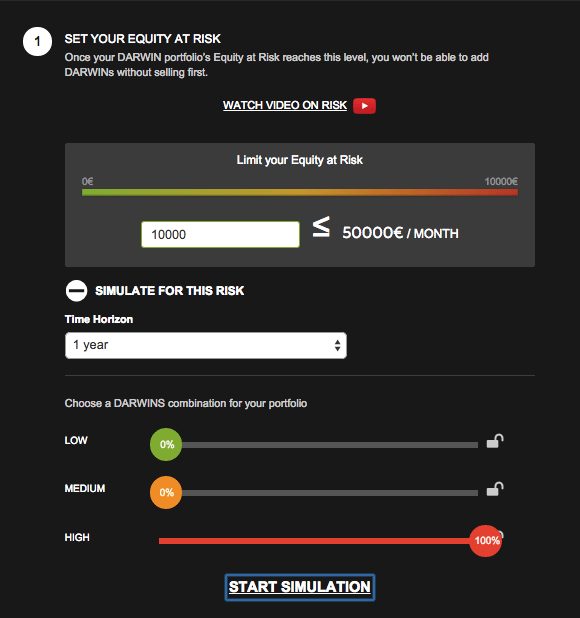 1
SET YOUR EQUITY AT RISK
Once your DARWIN portfolio's Equity at Risk reaches this level, you won't be able to add
DARWINs without selling first.
WATCH VIDEO ON RISK
Limit your Equity at Risk
0€ 10000€
10000 ≤ 50000€ / MONTH
SIMULATE FOR THIS RISK
Time Horizon
1 year
Choose a DARWINS combination for your portfolio
LOW 0%
MEDIUM 0%
HIGH 100%
START SIMULATION